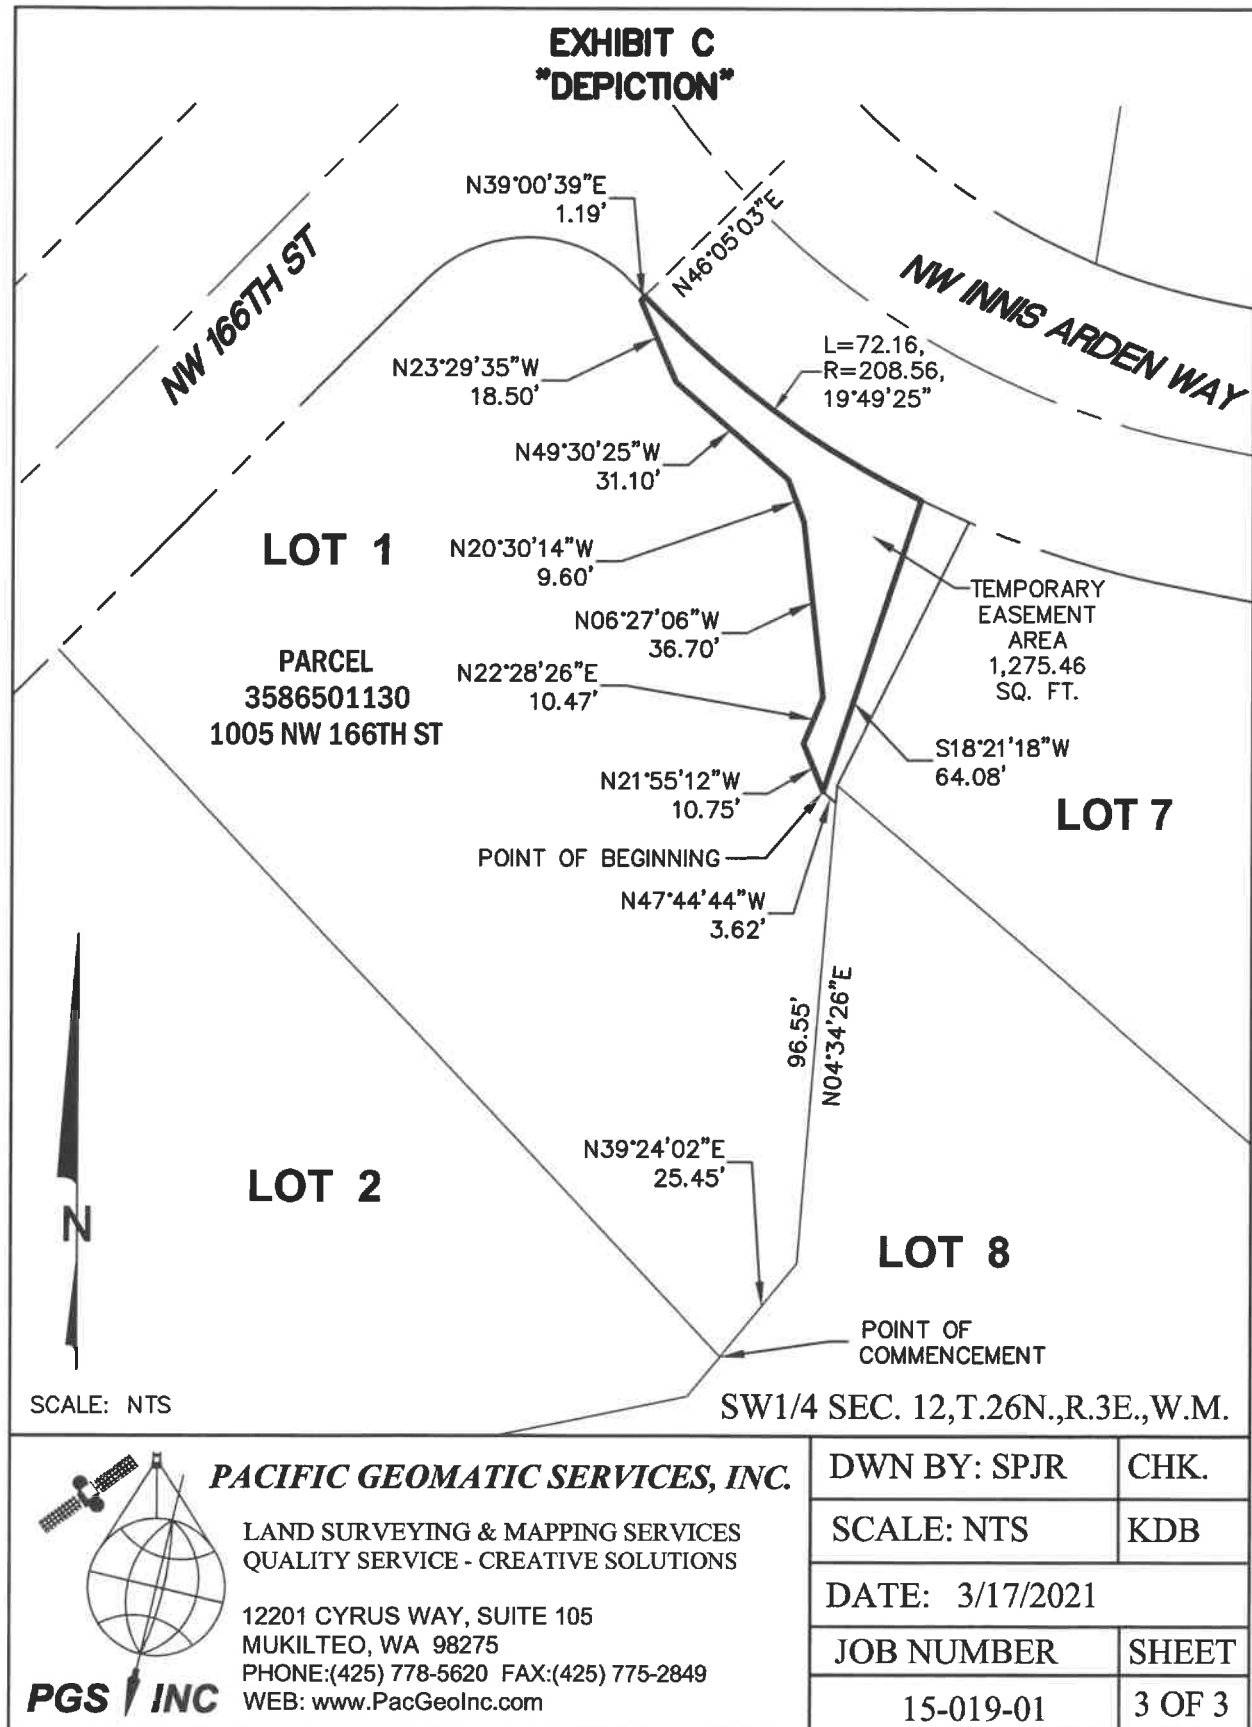 EXHIBIT C
"DEPICTION"
N39°00'39"E
1.19'
N46°05'03"E
NW 166TH ST
NW INNIS ARDEN WAY
L=72.16,
R=208.56,
19°49'25"
N23°29'35"W
18.50'
N49°30'25"W
31.10'
LOT 1
N20°30'14"W
9.60'
TEMPORARY
EASEMENT
AREA
1,275.46
SQ. FT.
N06°27'06"W
36.70'
PARCEL
3586501130
1005 NW 166TH ST
N22°28'26"E
10.47'
S18°21'18"W
64.08'
N21°55'12"W
10.75'
LOT 7
POINT OF BEGINNING
N47°44'44"W
3.62'
96.55'
N04°34'26"E
N39°24'02"E
25.45'
LOT 2
N
LOT 8
POINT OF
COMMENCEMENT
SCALE: NTS
SW1/4 SEC. 12,T.26N.,R.3E.,W.M.
PACIFIC GEOMATIC SERVICES, INC.
LAND SURVEYING & MAPPING SERVICES
QUALITY SERVICE - CREATIVE SOLUTIONS
12201 CYRUS WAY, SUITE 105
MUKILTEO, WA 98275
PHONE:(425) 778-5620 FAX:(425) 775-2849
WEB: www.PacGeoInc.com
PGS INC
DWN BY: SPJR
CHK.
SCALE: NTS
KDB
DATE: 3/17/2021
JOB NUMBER
SHEET
15-019-01
3 OF 3